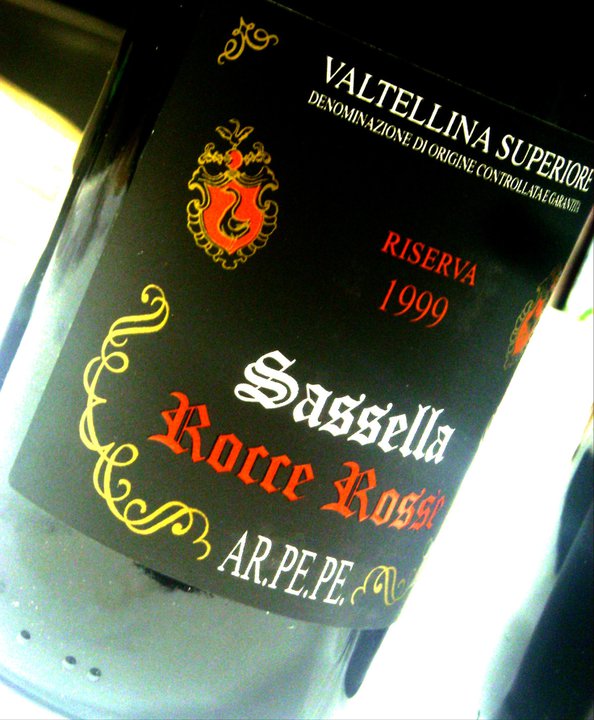 VALTELLINA SUPERIORE
DENOMINAZIONE DI ORIGINE CONTROLLATA E GARANTITA
RISERVA
1999
Sassella
Rocce Rosse
AR.PE.PE.